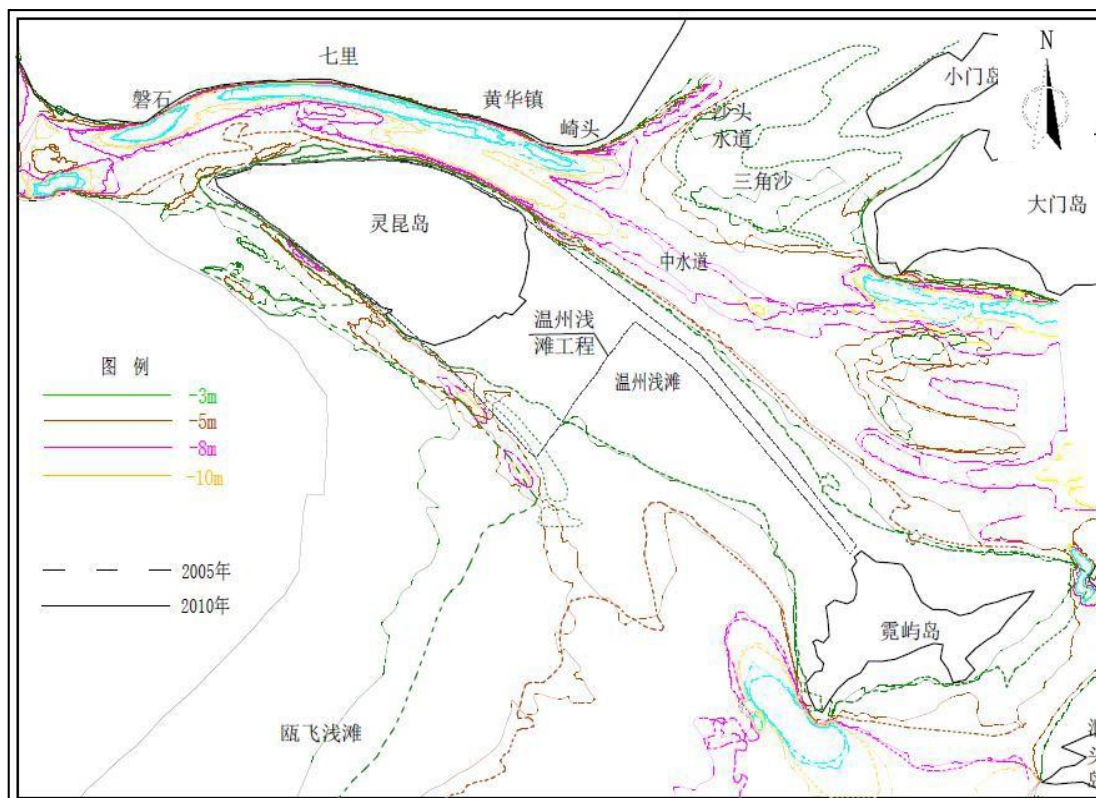 七里
N
小门岛
磐石
黄华镇
沙头
水道
崎头
三角沙
大门岛
灵昆岛
中水道
温州浅
滩工程
温州浅滩
图 例
-3m
-5m
-8m
-10m
2005年
2010年
霓屿岛
瓯飞浅滩
头
岛